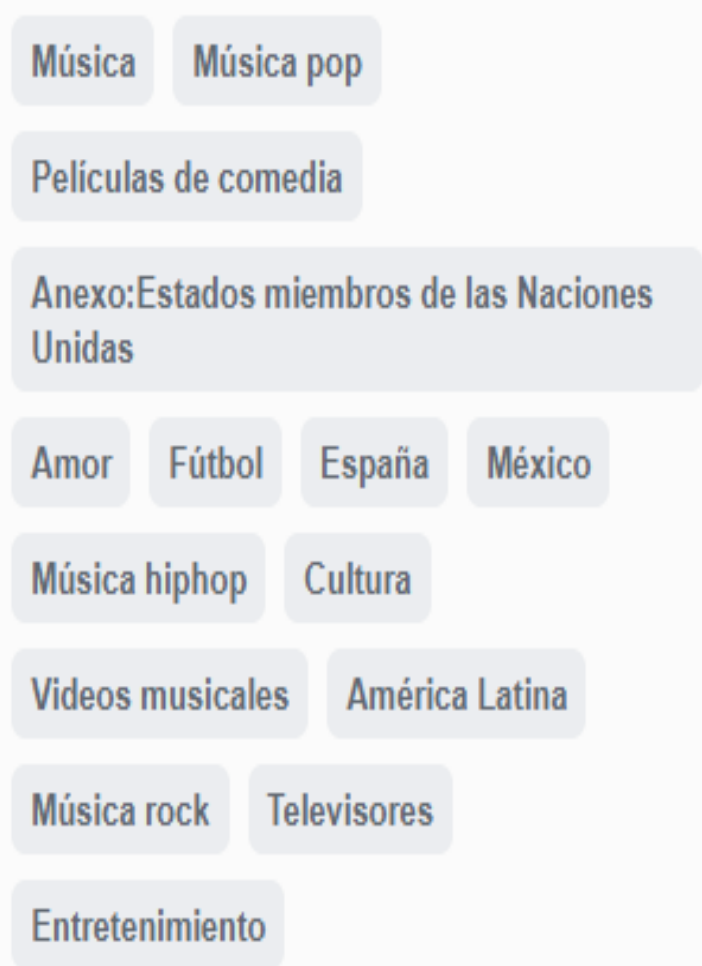 Música Música pop
Películas de comedia
Anexo:Estados miembros de las Naciones
Unidas
Amor Fútbol España México
Música hiphop Cultura
Videos musicales América Latina
Música rock Televisores
Entretenimiento